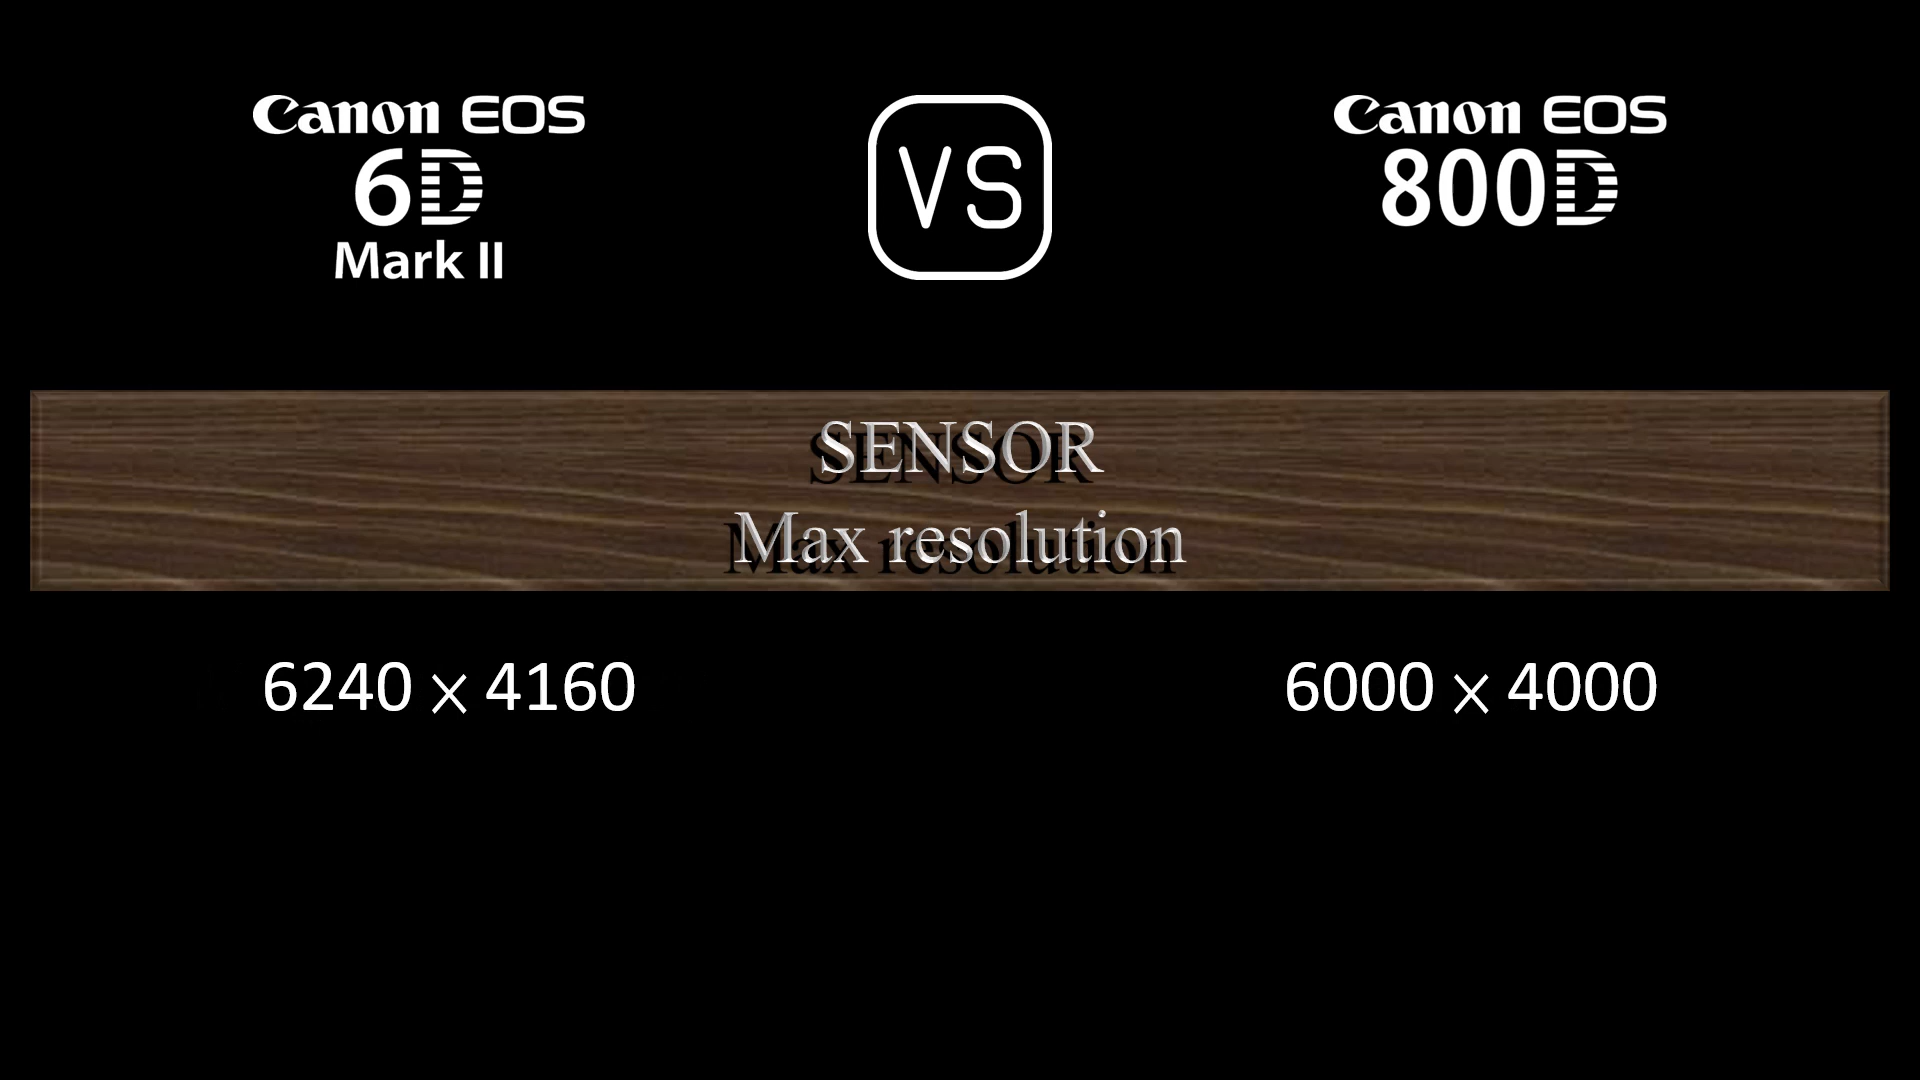 Canon EOS
6D
Mark II
VS
Canon EOS
800D
SENSOR
Max resolution
6240 x 4160
6000 x 4000